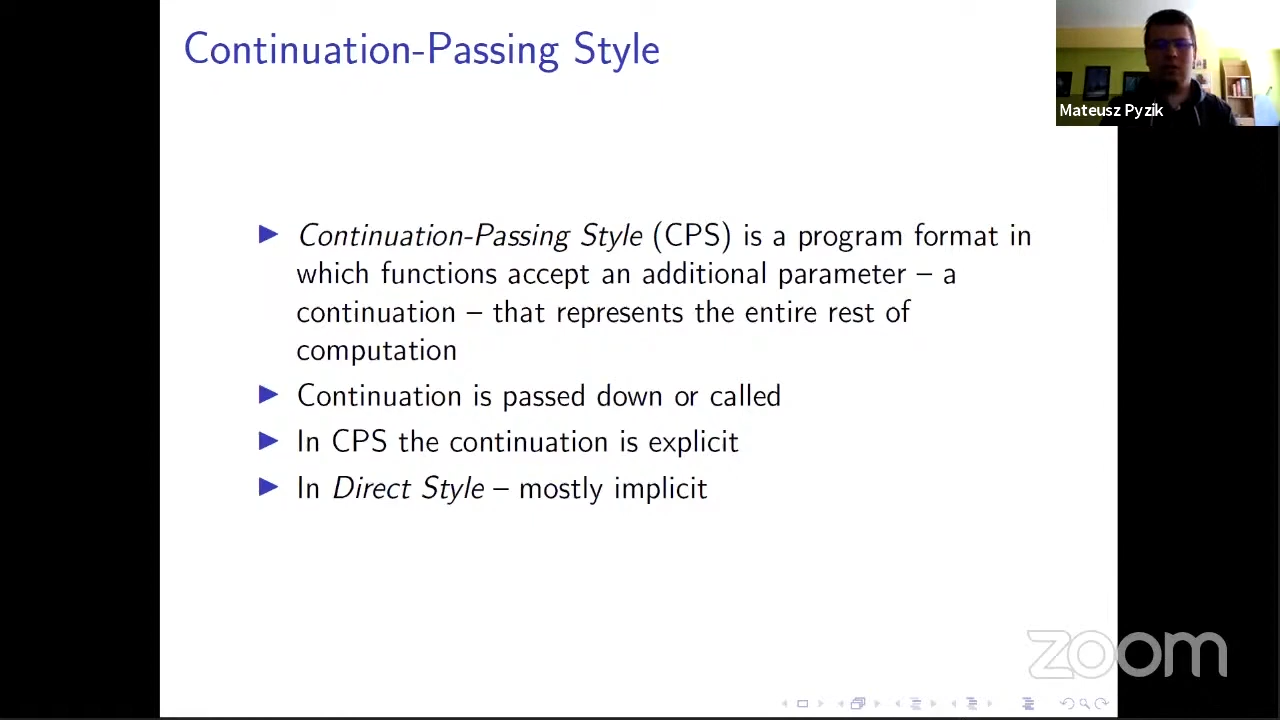 Continuation-Passing Style
Mateusz Pyzik
▶ Continuation-Passing Style (CPS) is a program format in
which functions accept an additional parameter – a
continuation – that represents the entire rest of
computation
▶ Continuation is passed down or called
▶ In CPS the continuation is explicit
▶ In Direct Style – mostly implicit
zoom